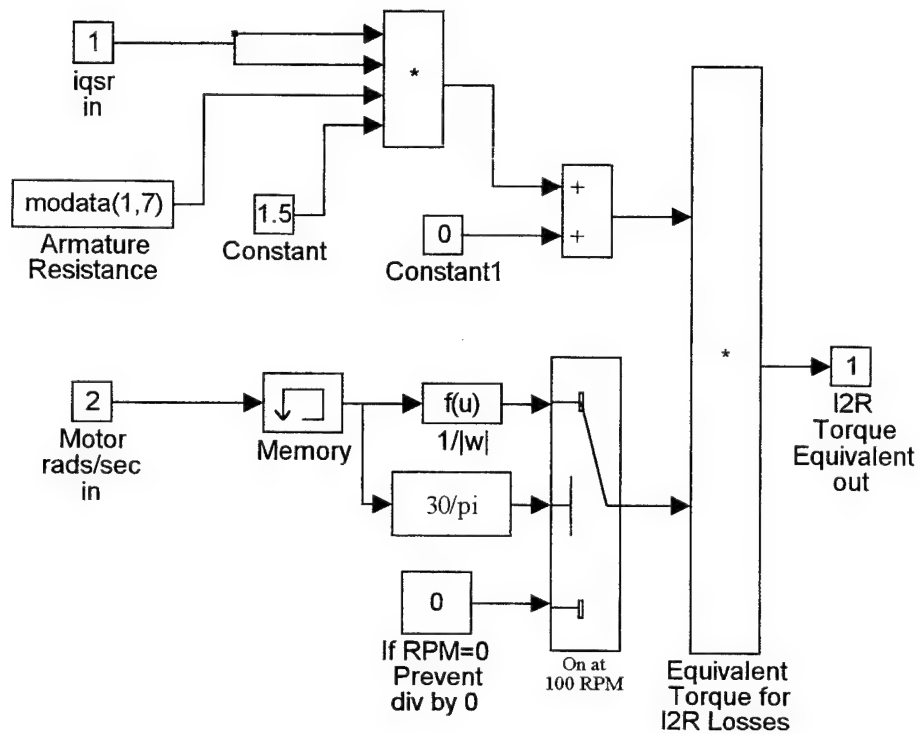 1
iqsr
in
*
modata(1,7)
Armature
Resistance
1.5
Constant
0
Constant1
+
+
*
1
I2R
Torque
Equivalent
out
2
Motor
rads/sec
in
Memory
f(u)
1/|w|
30/pi
0
If RPM=0
Prevent
div by 0
On at
100 RPM
Equivalent
Torque for
I2R Losses